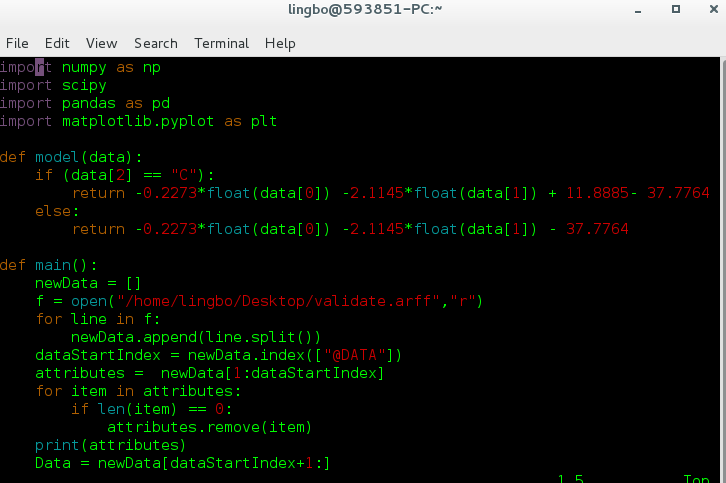 lingbo@593851-PC:~
File Edit View Search Terminal Help
import numpy as np
import scipy
import pandas as pd
import matplotlib.pyplot as plt
def model(data):
    if (data[2] == "C"):
        return -0.2273*float(data[0]) -2.1145*float(data[1]) + 11.8885- 37.7764
    else:
        return -0.2273*float(data[0]) -2.1145*float(data[1]) - 37.7764
def main():
    newData = []
    f = open("/home/lingbo/Desktop/validate.arff","r")
    for line in f:
        newData.append(line.split())
    dataStartIndex = newData.index(["@DATA"])
    attributes =  newData[1:dataStartIndex]
    for item in attributes:
        if len(item) == 0:
            attributes.remove(item)
    print(attributes)
    Data = newData[dataStartIndex+1:]
1,5 Top